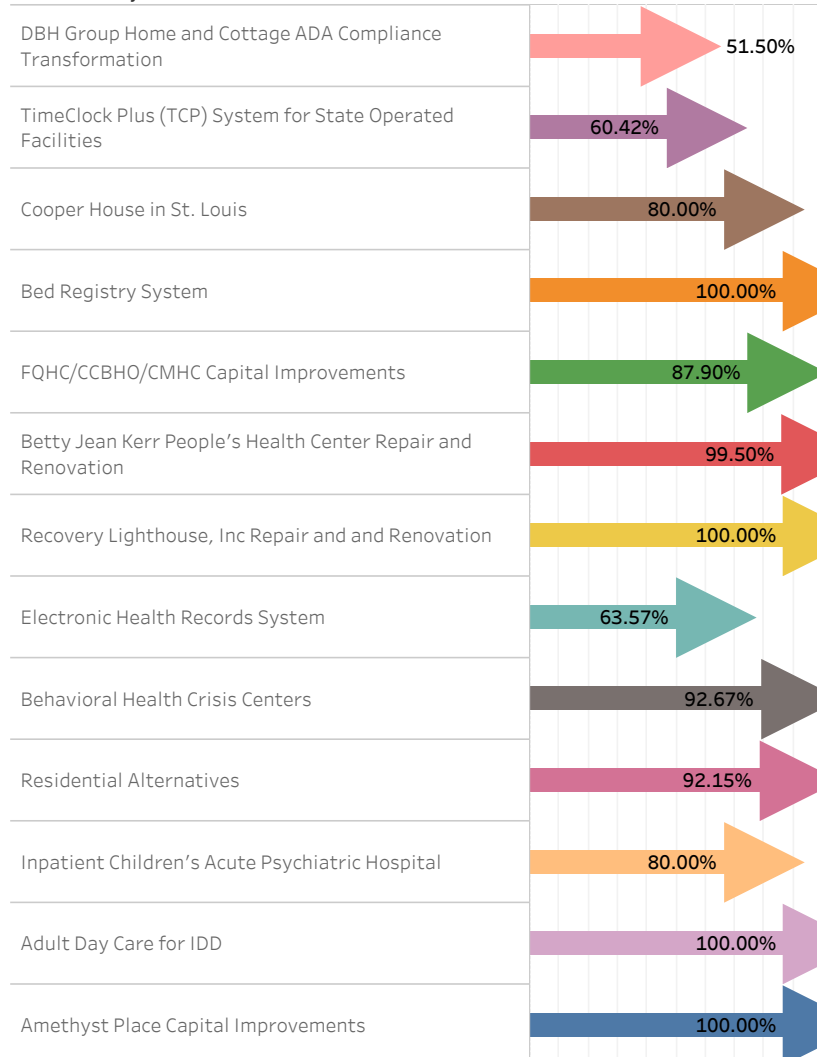 DBH Group Home and Cottage ADA Compliance
Transformation
51.50%
TimeClock Plus (TCP) System for State Operated
Facilities
60.42%
Cooper House in St. Louis
80.00%
Bed Registry System
100.00%
FQHC/CCBHO/CMHC Capital Improvements
87.90%
Betty Jean Kerr People's Health Center Repair and
Renovation
99.50%
Recovery Lighthouse, Inc Repair and and Renovation
100.00%
Electronic Health Records System
63.57%
Behavioral Health Crisis Centers
92.67%
Residential Alternatives
92.15%
Inpatient Children's Acute Psychiatric Hospital
80.00%
Adult Day Care for IDD
100.00%
Amethyst Place Capital Improvements
100.00%